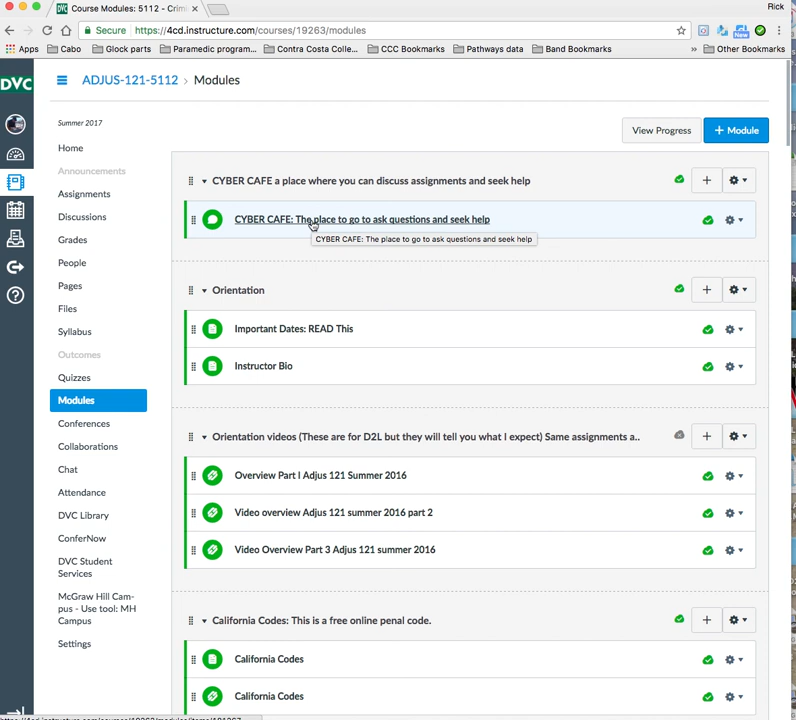 Course Modules: 5112 - Crim
Rick
Secure
https://4cd.instructure.com/courses/19263/modules
New
Apps
Cabo
Glock parts
Paramedic program...
Contra Costa Colle...
CCC Bookmarks
Pathways data
Band Bookmarks
»
Other Bookmarks
DVC
ADJUS-121-5112 › Modules
Summer 2017
View Progress
+ Module
Home
Announcements
Assignments
Discussions
Grades
People
Pages
Files
Syllabus
Outcomes
Quizzes
Modules
Conferences
Collaborations
Chat
Attendance
DVC Library
ConferNow
DVC Student
Services
McGraw Hill Cam-
pus - Use tool: MH
Campus
Settings
CYBER CAFE a place where you can discuss assignments and seek help
CYBER CAFE: The place to go to ask questions and seek help
CYBER CAFE: The place to go to ask questions and seek help
Orientation
Important Dates: READ This
Instructor Bio
Orientation videos (These are for D2L but they will tell you what I expect) Same assignments a..
Overview Part I Adjus 121 Summer 2016
Video overview Adjus 121 summer 2016 part 2
Video Overview Part 3 Adjus 121 summer 2016
California Codes: This is a free online penal code.
California Codes
California Codes